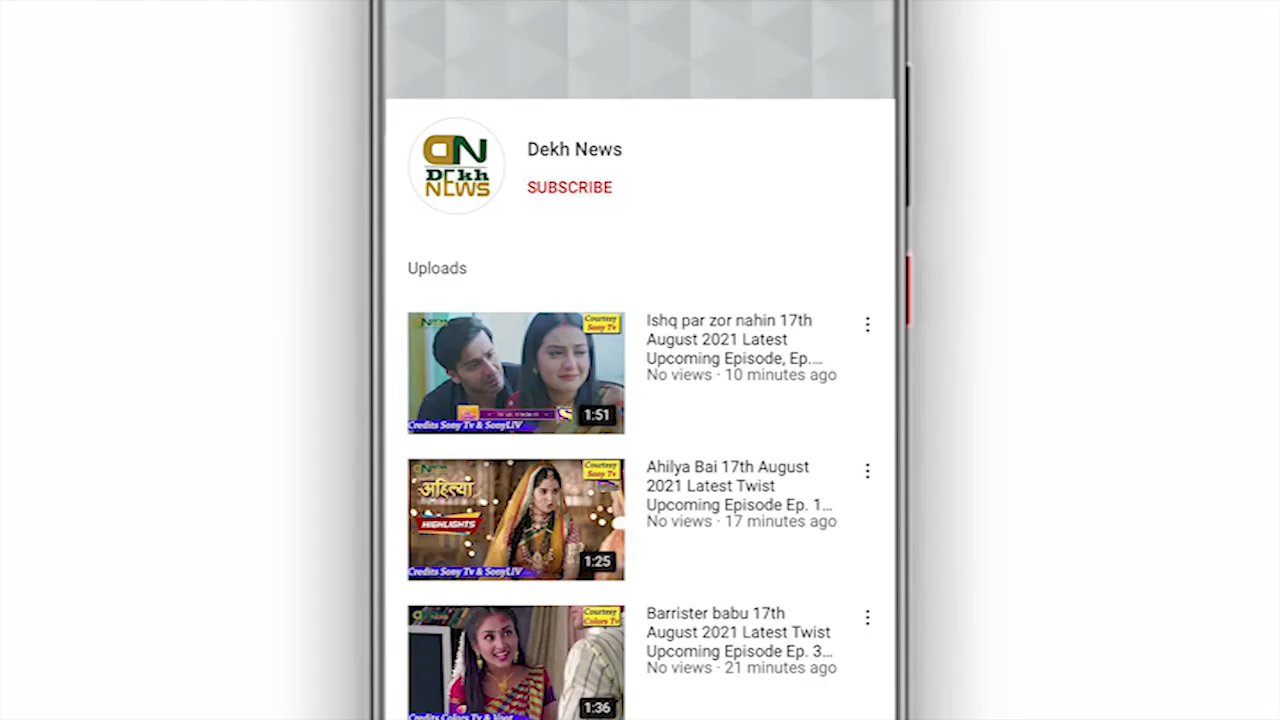 DN
Dekh
NEWS
Dekh News
SUBSCRIBE
Uploads
Courtesy
Sony Tv
Credits Sony Tv & SonyLIV
1:51
Ishq par zor nahin 17th
August 2021 Latest
Upcoming Episode, Ep....
No views · 10 minutes ago
Courtesy
Sony Tv
अहिल्या
HIGHLIGHTS
Credits Sony Tv & SonyLIV
1:25
Ahilya Bai 17th August
2021 Latest Twist
Upcoming Episode Ep. 1...
No views · 17 minutes ago
Courtesy
Colors Tv
Credits Colors Tv & Voot
1:36
Barrister babu 17th
August 2021 Latest Twist
Upcoming Episode Ep. 3...
No views · 21 minutes ago